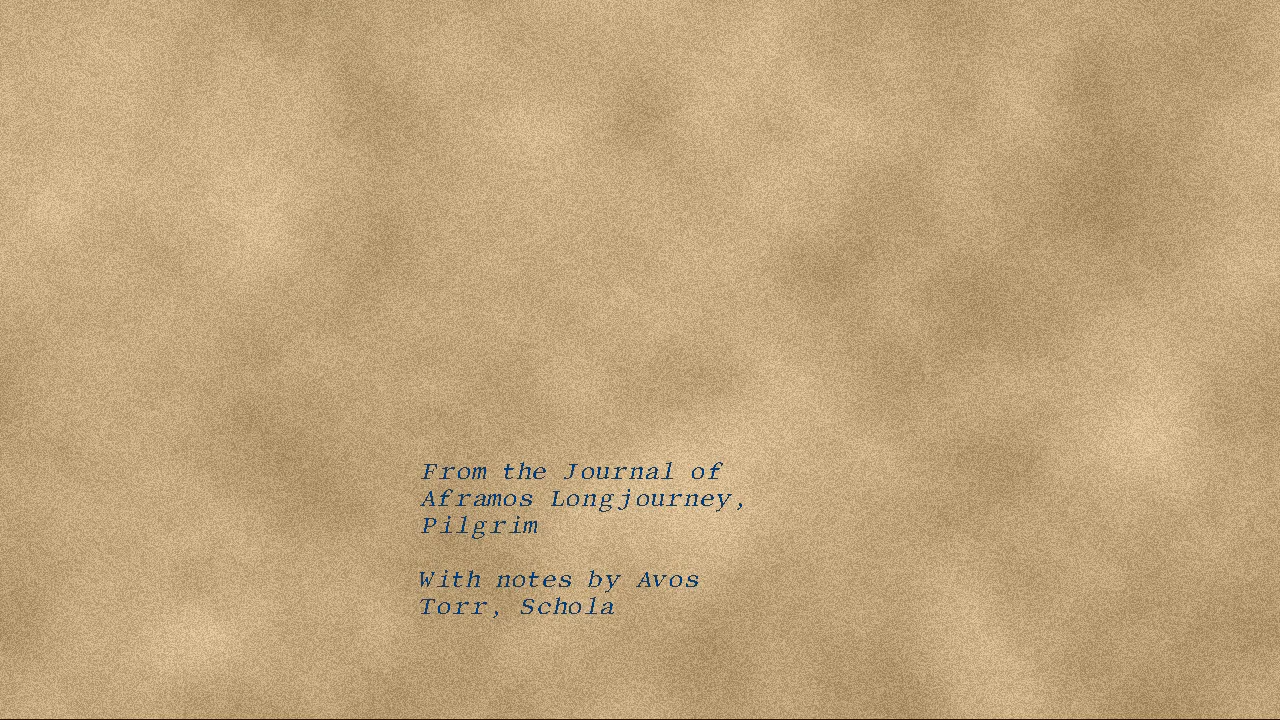 From the Journal of
Aframos Longjourney,
Pilgrim
With notes by Avos
Torr, Schola